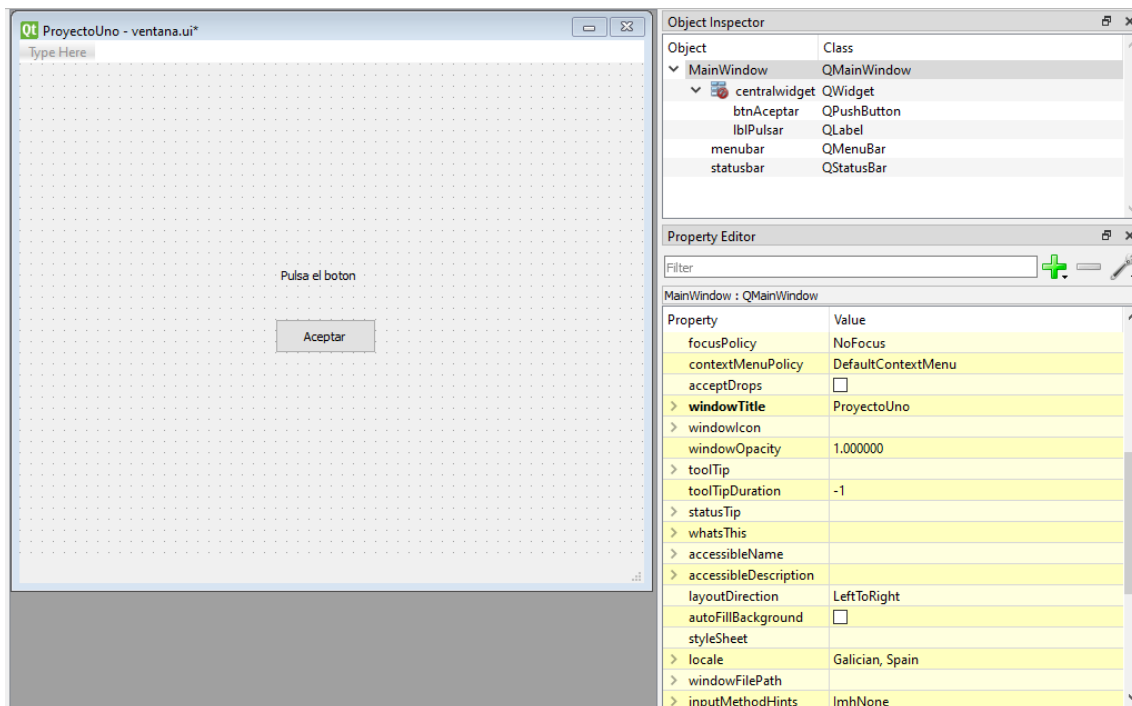 ProyectoUno - ventana.ui*
Type Here
Pulsa el boton
Aceptar
Object Inspector
Object Class
MainWindow QMainWindow
centralwidget QWidget
btnAceptar QPushButton
lblPulsar QLabel
menubar QMenuBar
statusbar QStatusBar
Property Editor
Filter
MainWindow : QMainWindow
Property Value
focusPolicy NoFocus
contextMenuPolicy DefaultContextMenu
acceptDrops
windowTitle ProyectoUno
windowIcon
windowOpacity 1.000000
toolTip
toolTipDuration -1
statusTip
whatsThis
accessibleName
accessibleDescription
layoutDirection LeftToRight
autoFillBackground
styleSheet
locale Galician, Spain
windowFilePath
inputMethodHints ImhNone